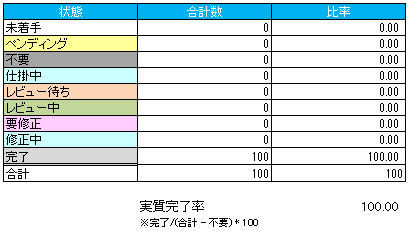 状態 合計数 比率
未着手 0 0.00
ペンディング 0 0.00
不要 0 0.00
仕掛中 0 0.00
レビュー待ち 0 0.00
レビュー中 0 0.00
要修正 0 0.00
修正中 0 0.00
完了 100 100.00
合計 100 100
実質完了率 100.00
※完了/(合計-不要)*100